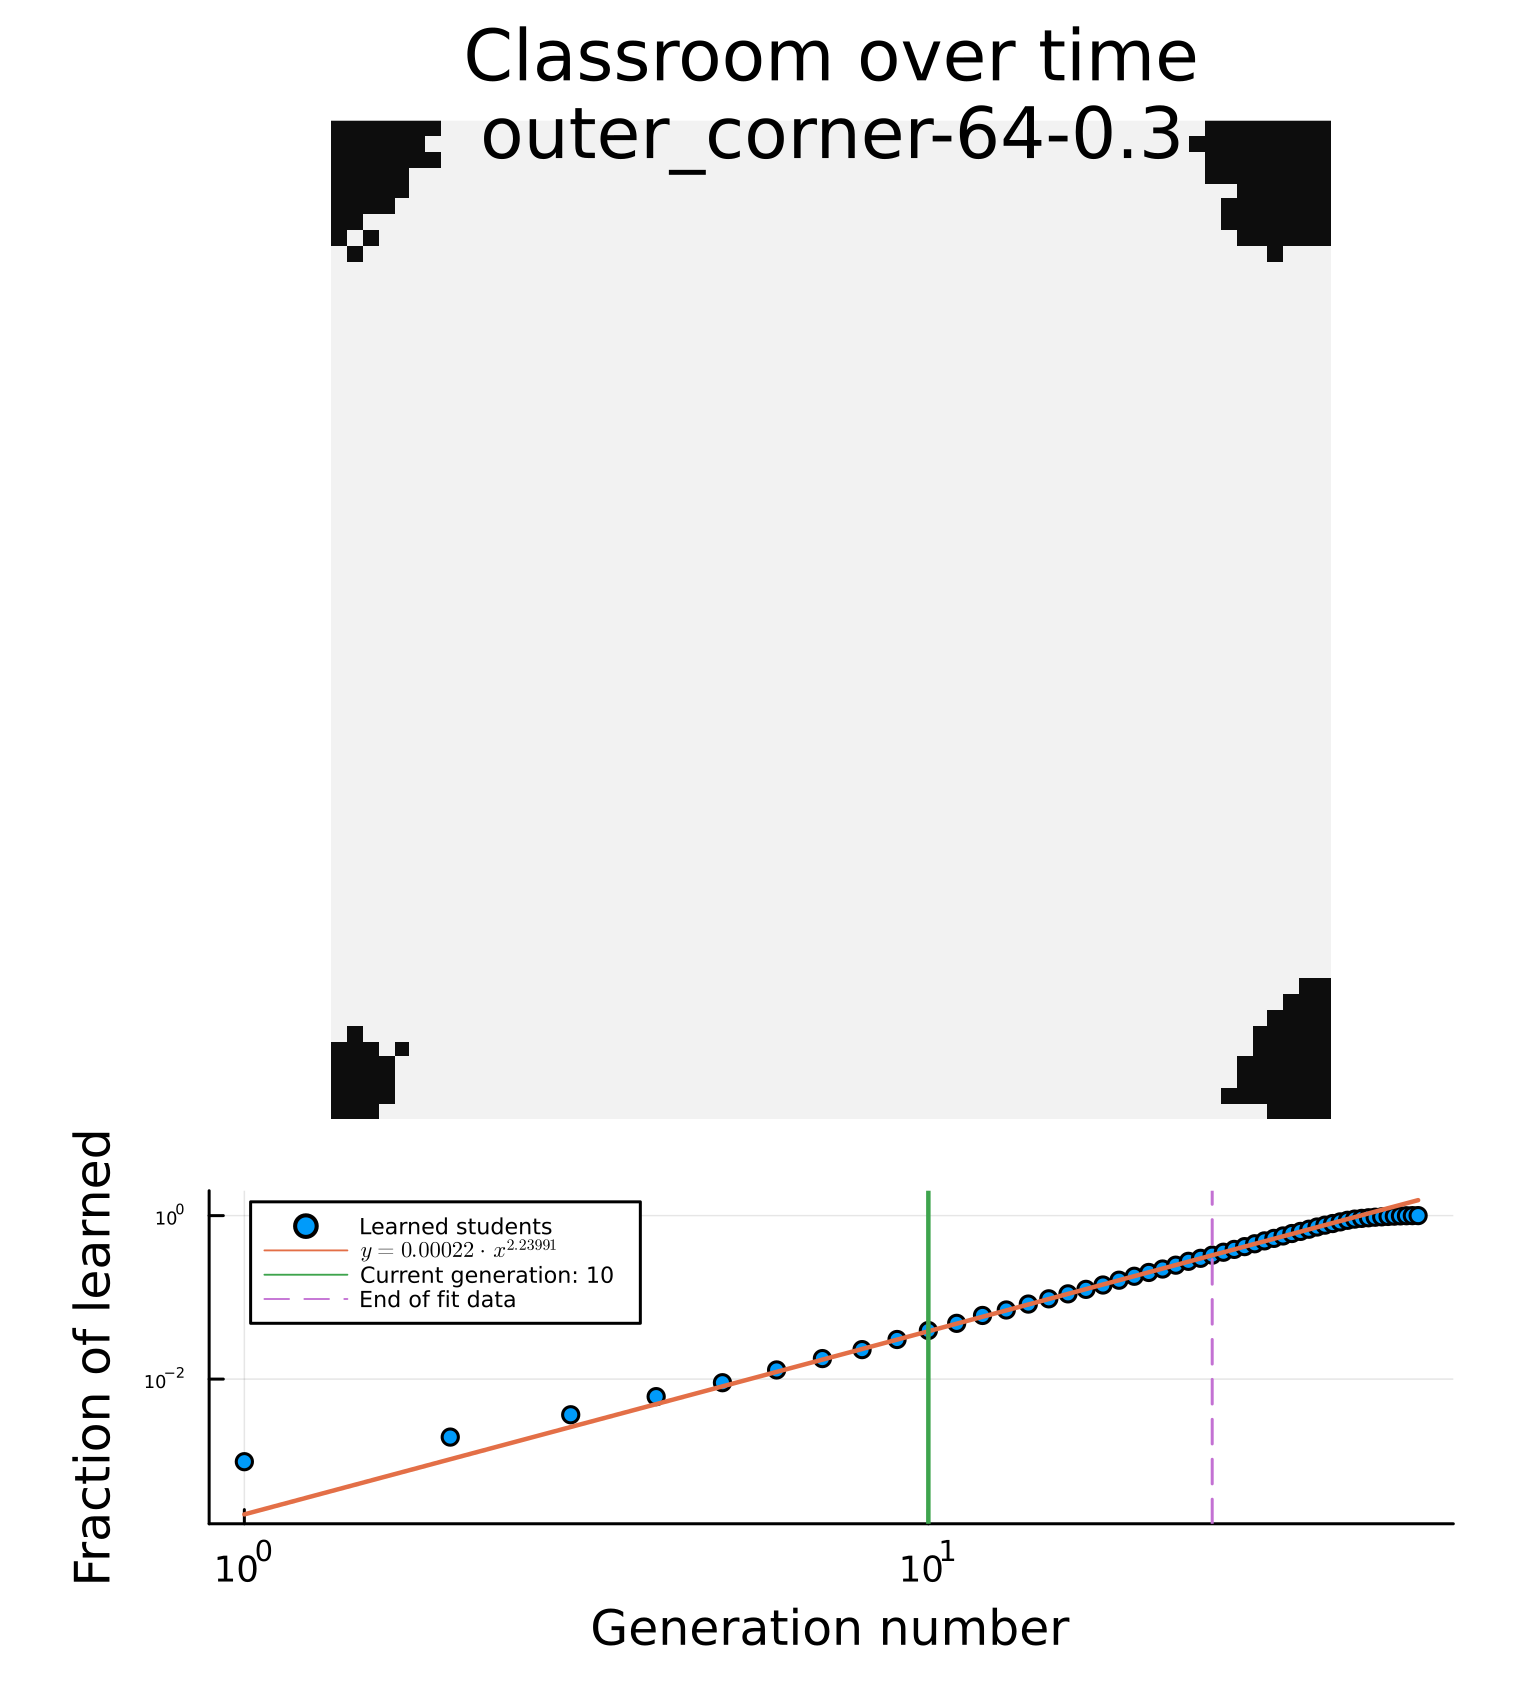 Classroom over time
outer_corner-64-0.3
Fraction of learned
10^0
10^-2
Learned students
y = 0.00022 · x^2.23991
Current generation: 10
End of fit data
10^0
10^1
Generation number